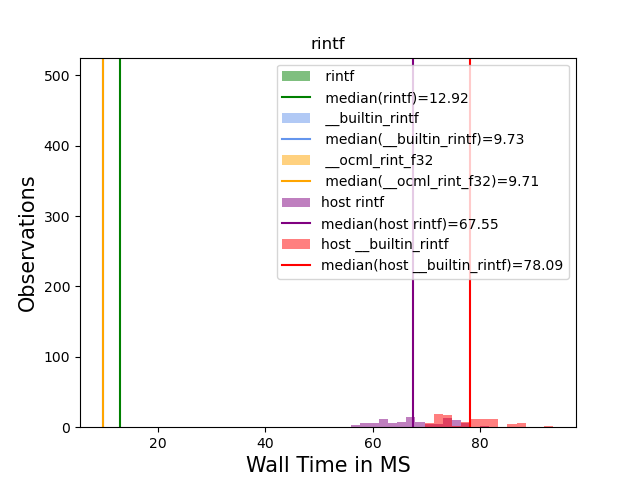 rintf
500
400
300
200
100
0
Observations
rintf
median(rintf)=12.92
__builtin_rintf
median(__builtin_rintf)=9.73
__ocml_rint_f32
median(__ocml_rint_f32)=9.71
host rintf
median(host rintf)=67.55
host __builtin_rintf
median(host __builtin_rintf)=78.09
20 40 60 80
Wall Time in MS